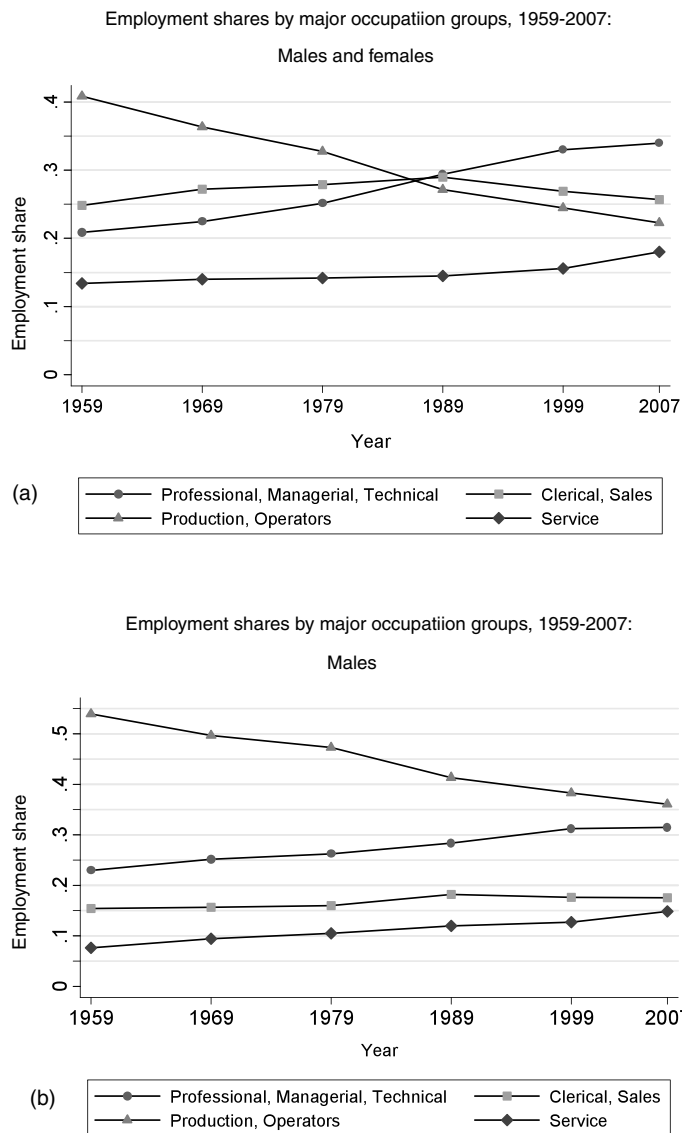 Employment shares by major occupatiion groups, 1959-2007:
Males and females
Employment share
.4
.3
.2
.1
0
1959 1969 1979 1989 1999 2007
Year
(a)
Professional, Managerial, Technical Clerical, Sales
Production, Operators Service
Employment shares by major occupatiion groups, 1959-2007:
Males
Employment share
.5
.4
.3
.2
.1
0
1959 1969 1979 1989 1999 2007
Year
(b)
Professional, Managerial, Technical Clerical, Sales
Production, Operators Service